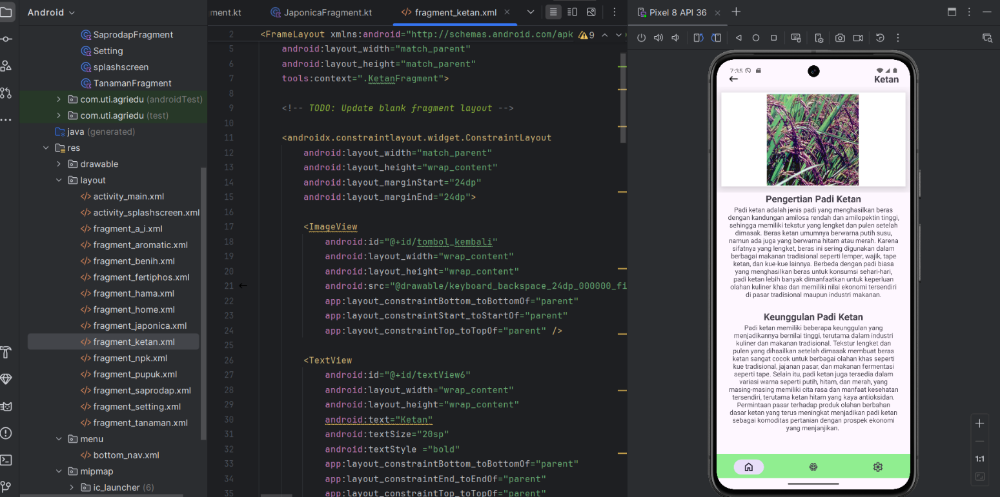 Android
SaprodapFragment
Setting
splashscreen
TanamanFragment
com.uti.agriedu (androidTest)
com.uti.agriedu (test)
java (generated)
res
drawable
layout
activity_main.xml
activity_splashscreen.xml
fragment_a_i.xml
fragment_aromatic.xml
fragment_benih.xml
fragment_fertiphos.xml
fragment_hama.xml
fragment_home.xml
fragment_japonica.xml
fragment_ketan.xml
fragment_npk.xml
fragment_pupuk.xml
fragment_saprodap.xml
fragment_setting.xml
fragment_tanaman.xml
menu
bottom_nav.xml
mipmap
ic_launcher (6)
ment.kt
JaponicaFragment.kt
fragment_ketan.xml
2 <FrameLayout xmlns:android="http://schemas.android.com/apk
9
5 android:layout_width="match_parent"
6 android:layout_height="match_parent"
7 tools:context=".KetanFragment">
8
9 <!-- TODO: Update blank fragment layout -->
10
11 <androidx.constraintlayout.widget.ConstraintLayout
12 android:layout_width="match_parent"
13 android:layout_height="wrap_content"
14 android:layout_marginStart="24dp"
15 android:layout_marginEnd="24dp">
16
17 <ImageView
18 android:id="@+id/tombol_kembali"
19 android:layout_width="wrap_content"
20 android:layout_height="wrap_content"
21 android:src="@drawable/keyboard_backspace_24dp_000000_fi
22 app:layout_constraintBottom_toBottomOf="parent"
23 app:layout_constraintStart_toStartOf="parent"
24 app:layout_constraintTop_toTopOf="parent" />
25
26 <TextView
27 android:id="@+id/textView6"
28 android:layout_width="wrap_content"
29 android:layout_height="wrap_content"
30 android:text="Ketan"
31 android:textSize="20sp"
32 android:textStyle ="bold"
33 app:layout_constraintBottom_toBottomOf="parent"
34 app:layout_constraintEnd_toEndOf="parent"
35 app:layout_constraintTop_toTopOf="parent"
Pixel 8 API 36
7:35
Ketan
Pengertian Padi Ketan
Padi ketan adalah jenis padi yang menghasilkan beras
dengan kandungan amilosa rendah dan amilopektin tinggi,
sehingga memiliki tekstur yang lengket dan pulen setelah
dimasak. Beras ketan umumnya berwarna putih susu,
namun ada juga yang berwarna hitam atau merah. Karena
sifatnya yang lengket, beras ini sering digunakan dalam
berbagai makanan tradisional seperti lemper, wajik, tape
ketan, dan kue-kue lainnya. Berbeda dengan padi biasa
yang menghasilkan beras untuk konsumsi sehari-hari,
padi ketan lebih banyak dimanfaatkan untuk keperluan
olahan kuliner khas dan memiliki nilai ekonomi tersendiri
di pasar tradisional maupun industri makanan.
Keunggulan Padi Ketan
Padi ketan memiliki beberapa keunggulan yang
menjadikannya bernilai tinggi, terutama dalam industri
kuliner dan makanan tradisional. Tekstur lengket dan
pulen yang dihasilkan setelah dimasak membuat beras
ketan sangat cocok untuk berbagai olahan khas seperti
kue tradisional, jajanan pasar, dan makanan fermentasi
seperti tape. Selain itu, padi ketan juga tersedia dalam
variasi warna seperti putih, hitam, dan merah, yang
masing-masing memiliki cita rasa dan manfaat kesehatan
tersendiri, terutama ketan hitam yang kaya antioksidan.
Permintaan pasar terhadap produk olahan berbahan
dasar ketan yang terus meningkat menjadikan padi ketan
sebagai komoditas pertanian dengan prospek ekonomi
yang menjanjikan.
1:1